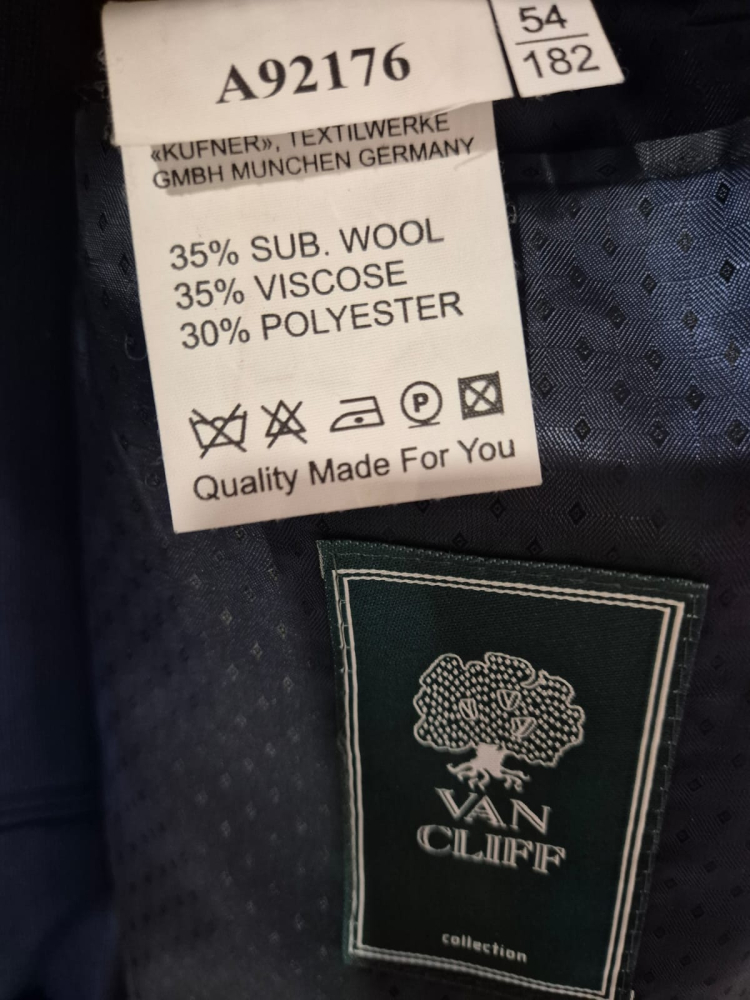 A92176
54
182
«KUFNER», TEXTILWERKE
GMBH MUNCHEN GERMANY
35% SUB. WOOL
35% VISCOSE
30% POLYESTER
P
Quality Made For You
VAN
CLIFF
collection